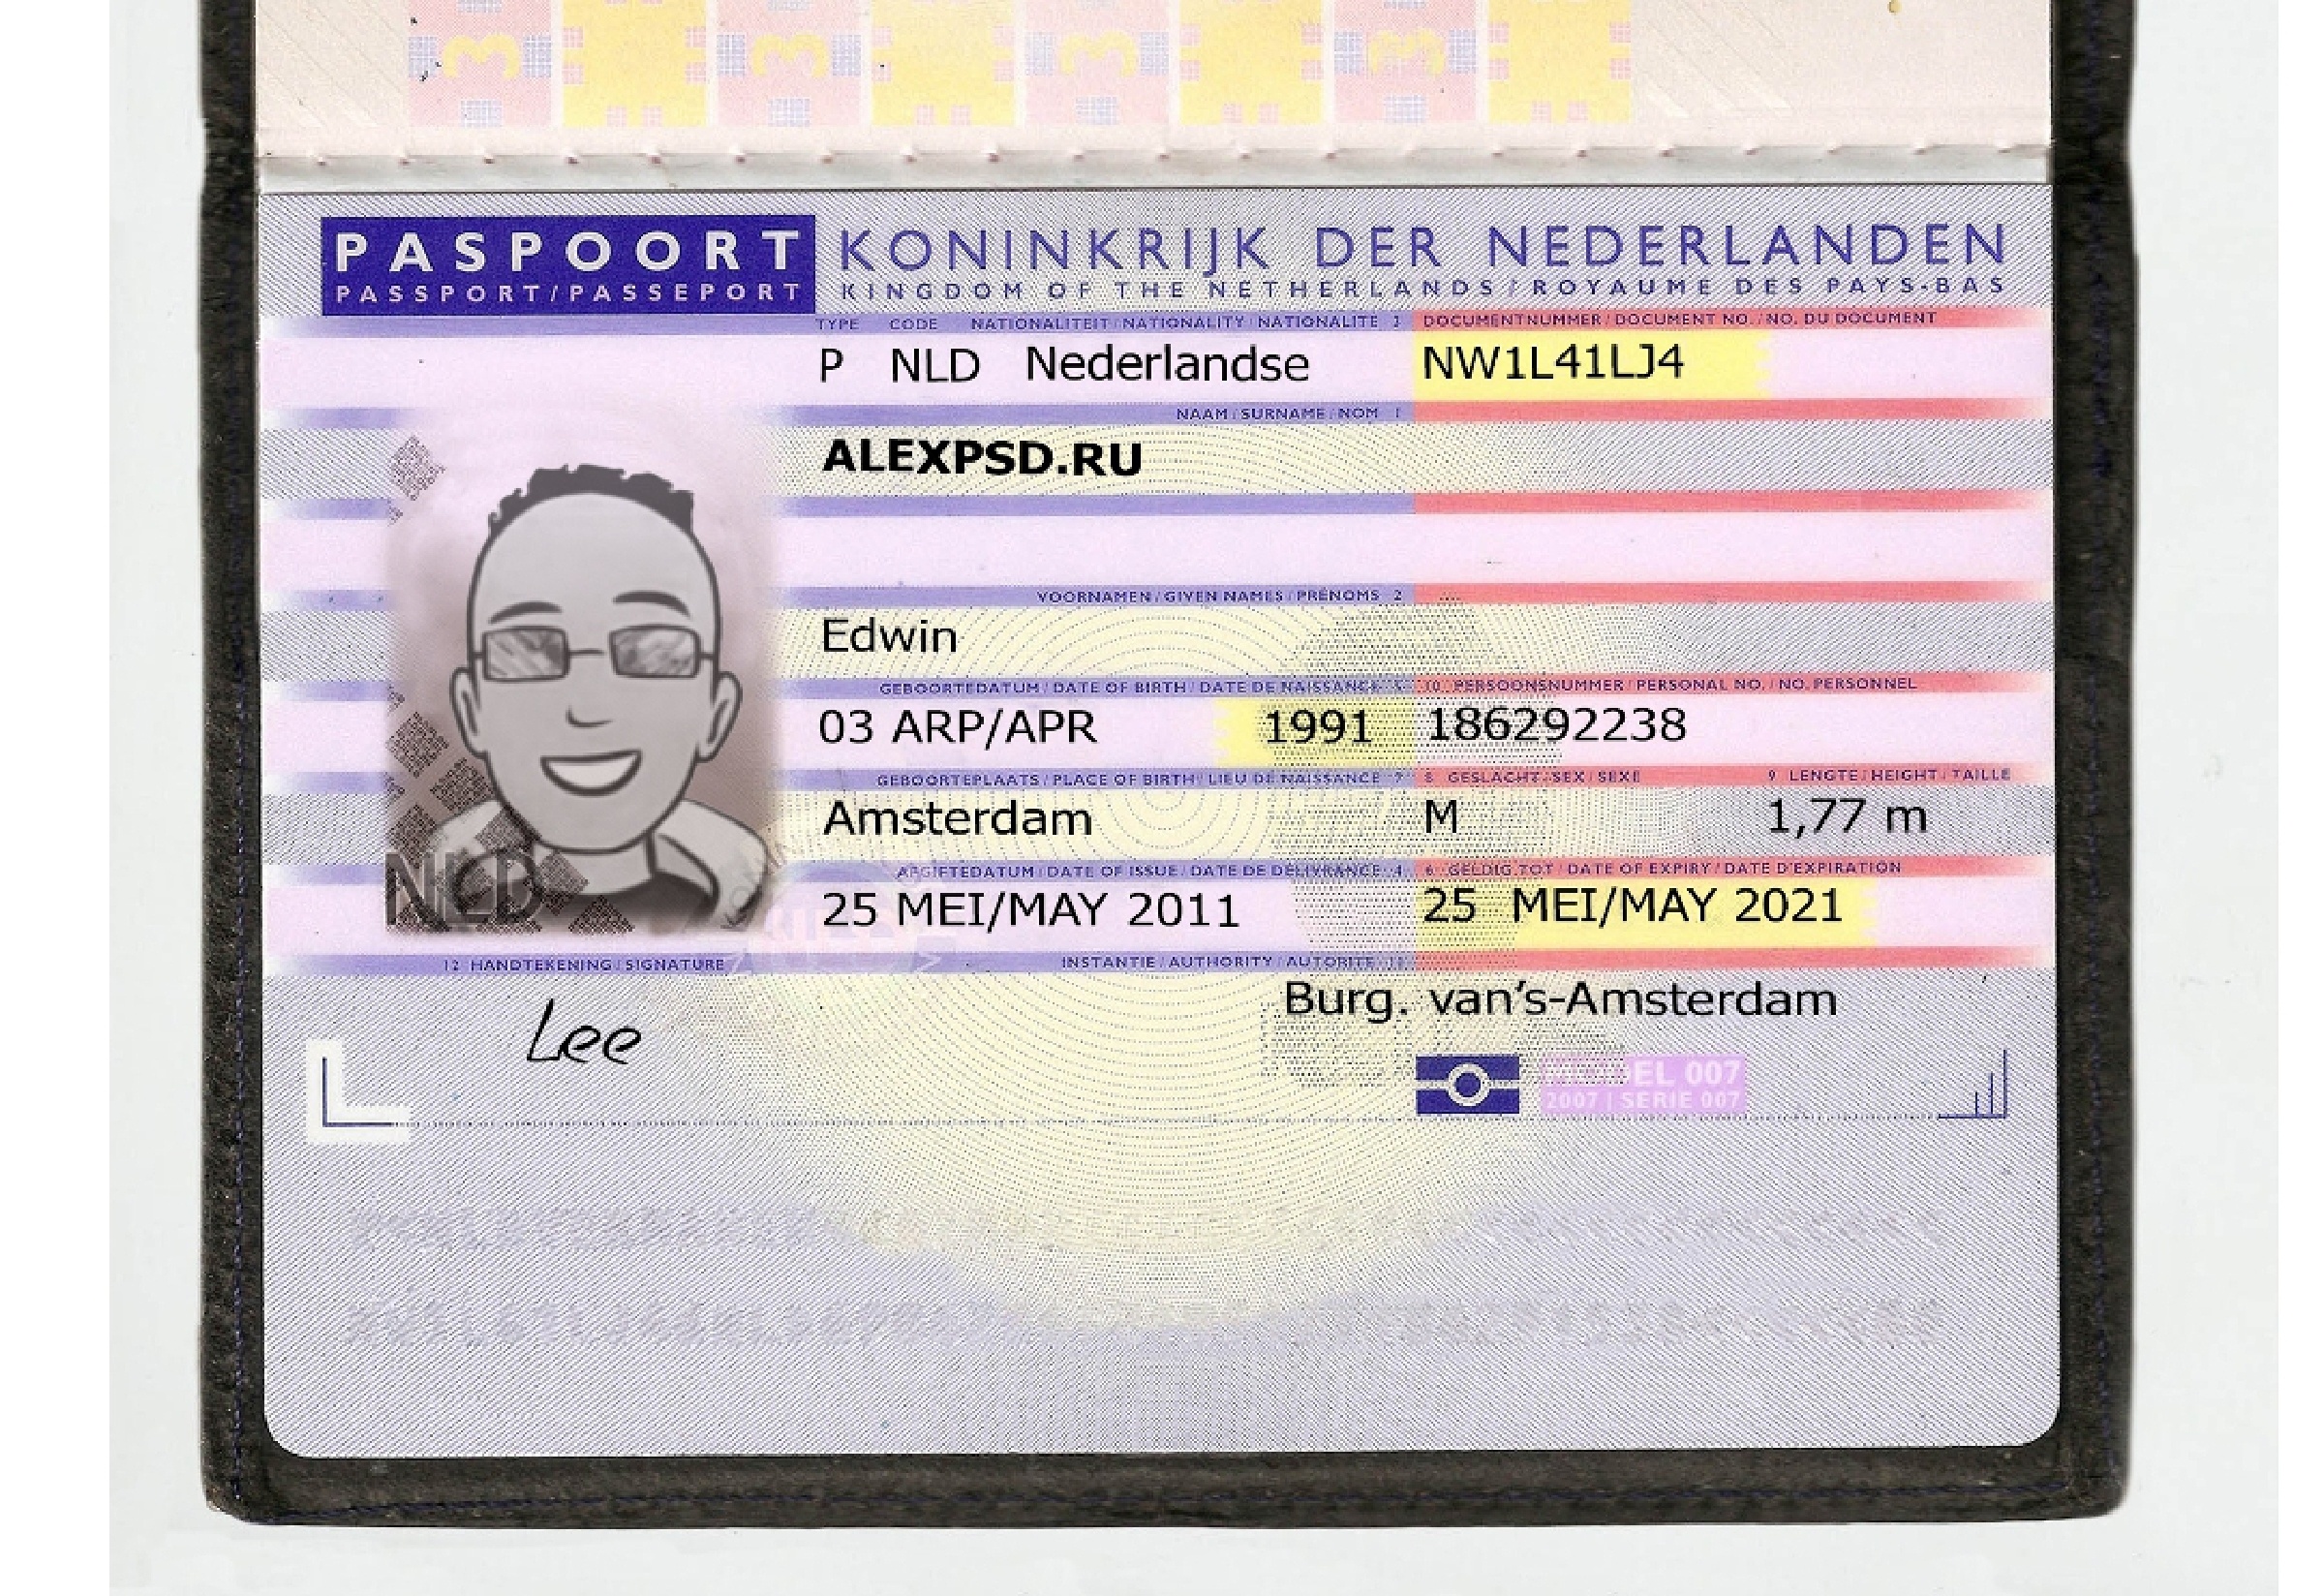 PASPOORT KONINKRIJK DER NEDERLANDEN
PASSPORT/PASSEPORT KINGDOM OF THE NETHERLANDS/ROYAUME DES PAYS-BAS
TYPE CODE NATIONALITEIT/NATIONALITY/NATIONALITÉ 3 DOCUMENTNUMMER/DOCUMENT NO./NO. DU DOCUMENT
P NLD Nederlandse NW1L41LJ4
NAAM/SURNAME/NOM 1
ALEXPSD.RU
VOORNAMEN/GIVEN NAMES/PRÉNOMS 2
Edwin
GEBOORTEDATUM/DATE OF BIRTH/DATE DE NAISSANCE 5 10 PERSOONSNUMMER/PERSONAL NO./NO. PERSONNEL
03 ARP/APR 1991 186292238
GEBOORTEPLAATS/PLACE OF BIRTH/LIEU DE NAISSANCE 7 8 GESLACHT/SEX/SEXE 9 LENGTE/HEIGHT/TAILLE
Amsterdam M 1,77 m
NLD
AFGIFTEDATUM/DATE OF ISSUE/DATE DE DÉLIVRANCE 4 6 GELDIG TOT/DATE OF EXPIRY/DATE D'EXPIRATION
25 MEI/MAY 2011 25 MEI/MAY 2021
12 HANDTEKENING/SIGNATURE INSTANTIE/AUTHORITY/AUTORITÉ 11
Burg. van's-Amsterdam
Lee
007
2007 | SERIE 007